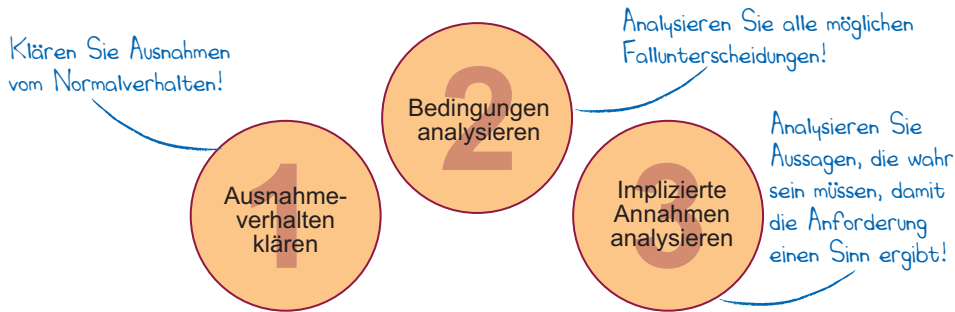 Klären Sie Ausnahmen
vom Normalverhalten!
1
Ausnahme-
verhalten
klären
Analysieren Sie alle möglichen
Fallunterscheidungen!
2
Bedingungen
analysieren
Analysieren Sie
Aussagen, die wahr
sein müssen, damit
die Anforderung
einen Sinn ergibt!
3
Implizierte
Annahmen
analysieren